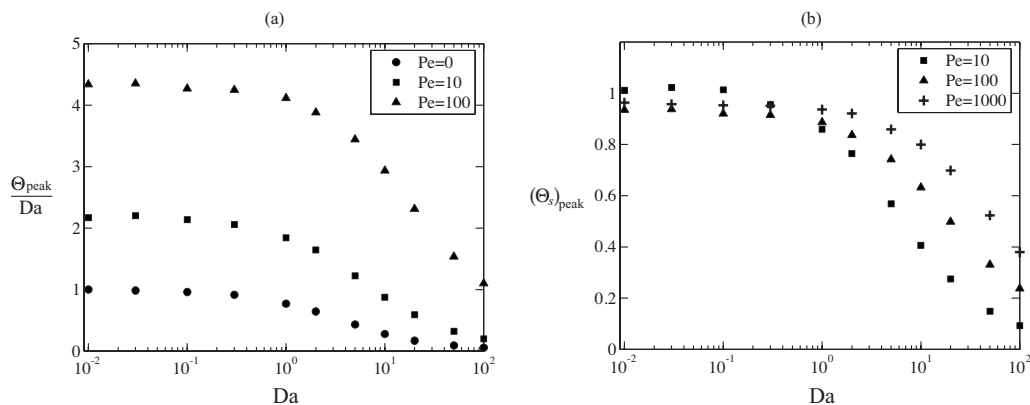 (a)
5
4
3
2
1
0
Θpeak
Da
Pe=0
Pe=10
Pe=100
10⁻² 10⁻¹ 10⁰ 10¹ 10²
Da
(b)
1
0.8
0.6
0.4
0.2
0
(Θs)peak
Pe=10
Pe=100
Pe=1000
10⁻² 10⁻¹ 10⁰ 10¹ 10²
Da